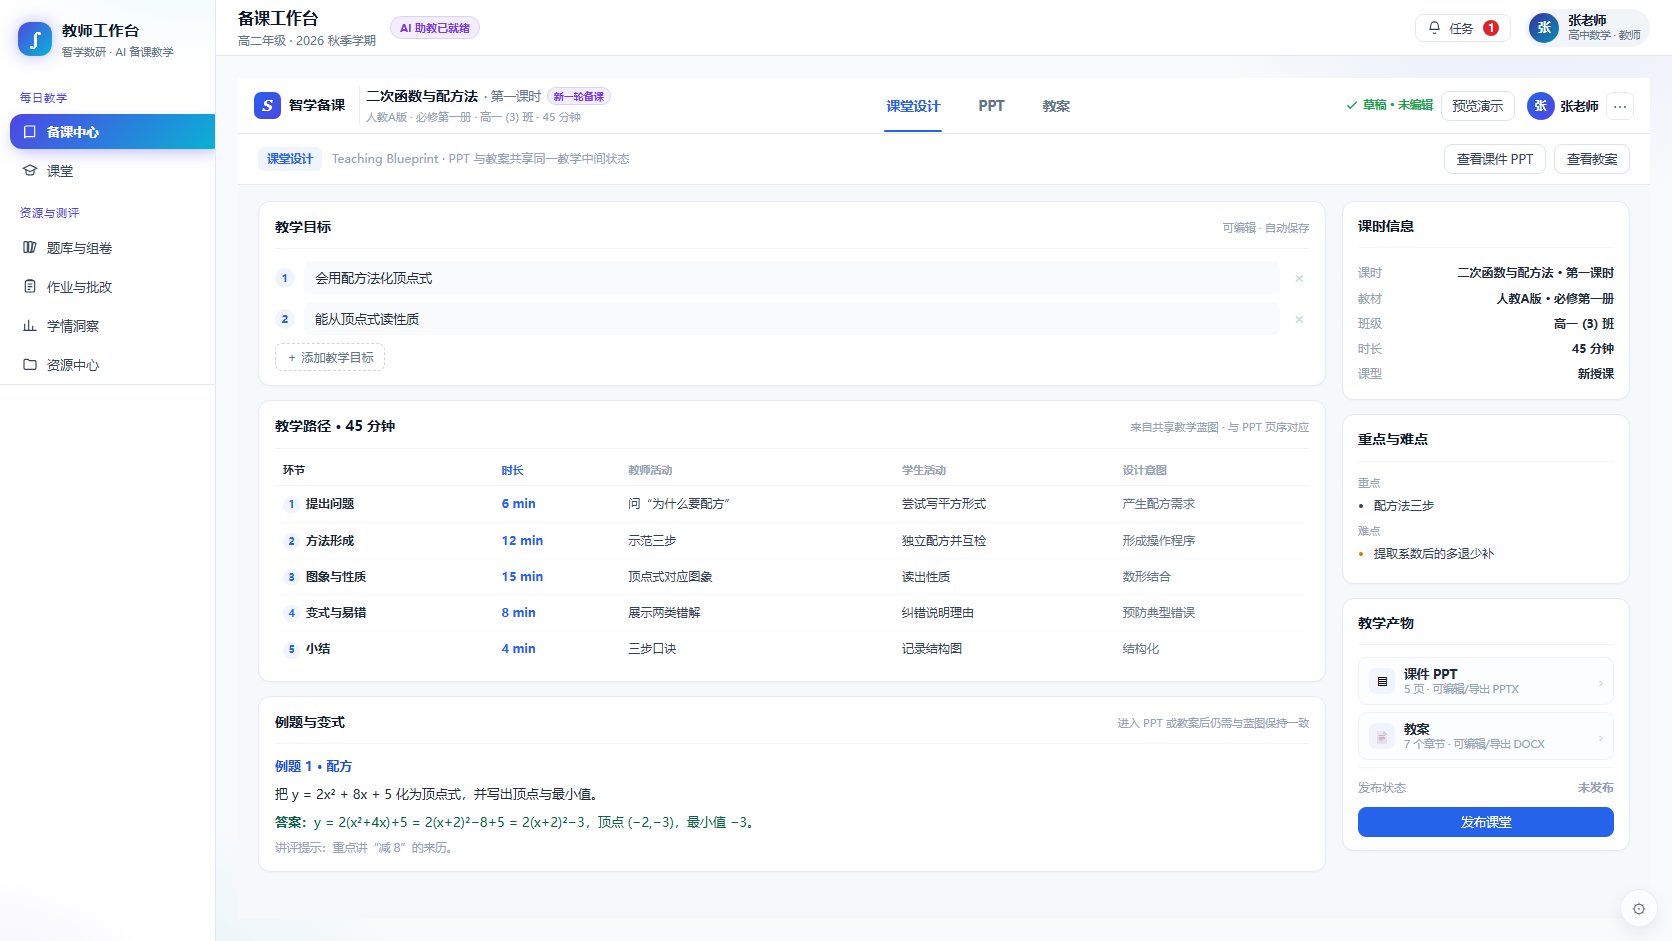 教师工作台
智学数研 · AI 备课教学
每日教学
备课中心
课堂
资源与测评
题库与组卷
作业与批改
学情洞察
资源中心
备课工作台
高二年级 · 2026 秋季学期
AI 助教已就绪
任务 1
张
张老师
高中数学 · 教师
S 智学备课
二次函数与配方法 · 第一课时 新一轮备课
人教A版 · 必修第一册 · 高一 (3) 班 · 45 分钟
课堂设计
PPT
教案
✓ 草稿 • 未编辑
预览演示
张 张老师
···
课堂设计 Teaching Blueprint · PPT 与教案共享同一教学中间状态
查看课件 PPT
查看教案
教学目标
可编辑 · 自动保存
1 会用配方法化顶点式 ×
2 能从顶点式读性质 ×
+ 添加教学目标
教学路径 • 45 分钟
来自共享教学蓝图 · 与 PPT 页序对应
环节 时长 教师活动 学生活动 设计意图
1 提出问题 6 min 问“为什么要配方” 尝试写平方形式 产生配方需求
2 方法形成 12 min 示范三步 独立配方并互检 形成操作程序
3 图象与性质 15 min 顶点式对应图象 读出性质 数形结合
4 变式与易错 8 min 展示两类错解 纠错说明理由 预防典型错误
5 小结 4 min 三步口诀 记录结构图 结构化
例题与变式
进入 PPT 或教案后仍需与蓝图保持一致
例题 1 • 配方
把 y = 2x² + 8x + 5 化为顶点式，并写出顶点与最小值。
答案：y = 2(x²+4x)+5 = 2(x+2)²−8+5 = 2(x+2)²−3，顶点 (−2,−3)，最小值 −3。
讲评提示：重点讲“减 8”的来历。
课时信息
课时 二次函数与配方法 • 第一课时
教材 人教A版 • 必修第一册
班级 高一 (3) 班
时长 45 分钟
课型 新授课
重点与难点
重点
• 配方法三步
难点
• 提取系数后的多退少补
教学产物
课件 PPT
5 页 · 可编辑/导出 PPTX
教案
7 个章节 · 可编辑/导出 DOCX
发布状态 未发布
发布课堂